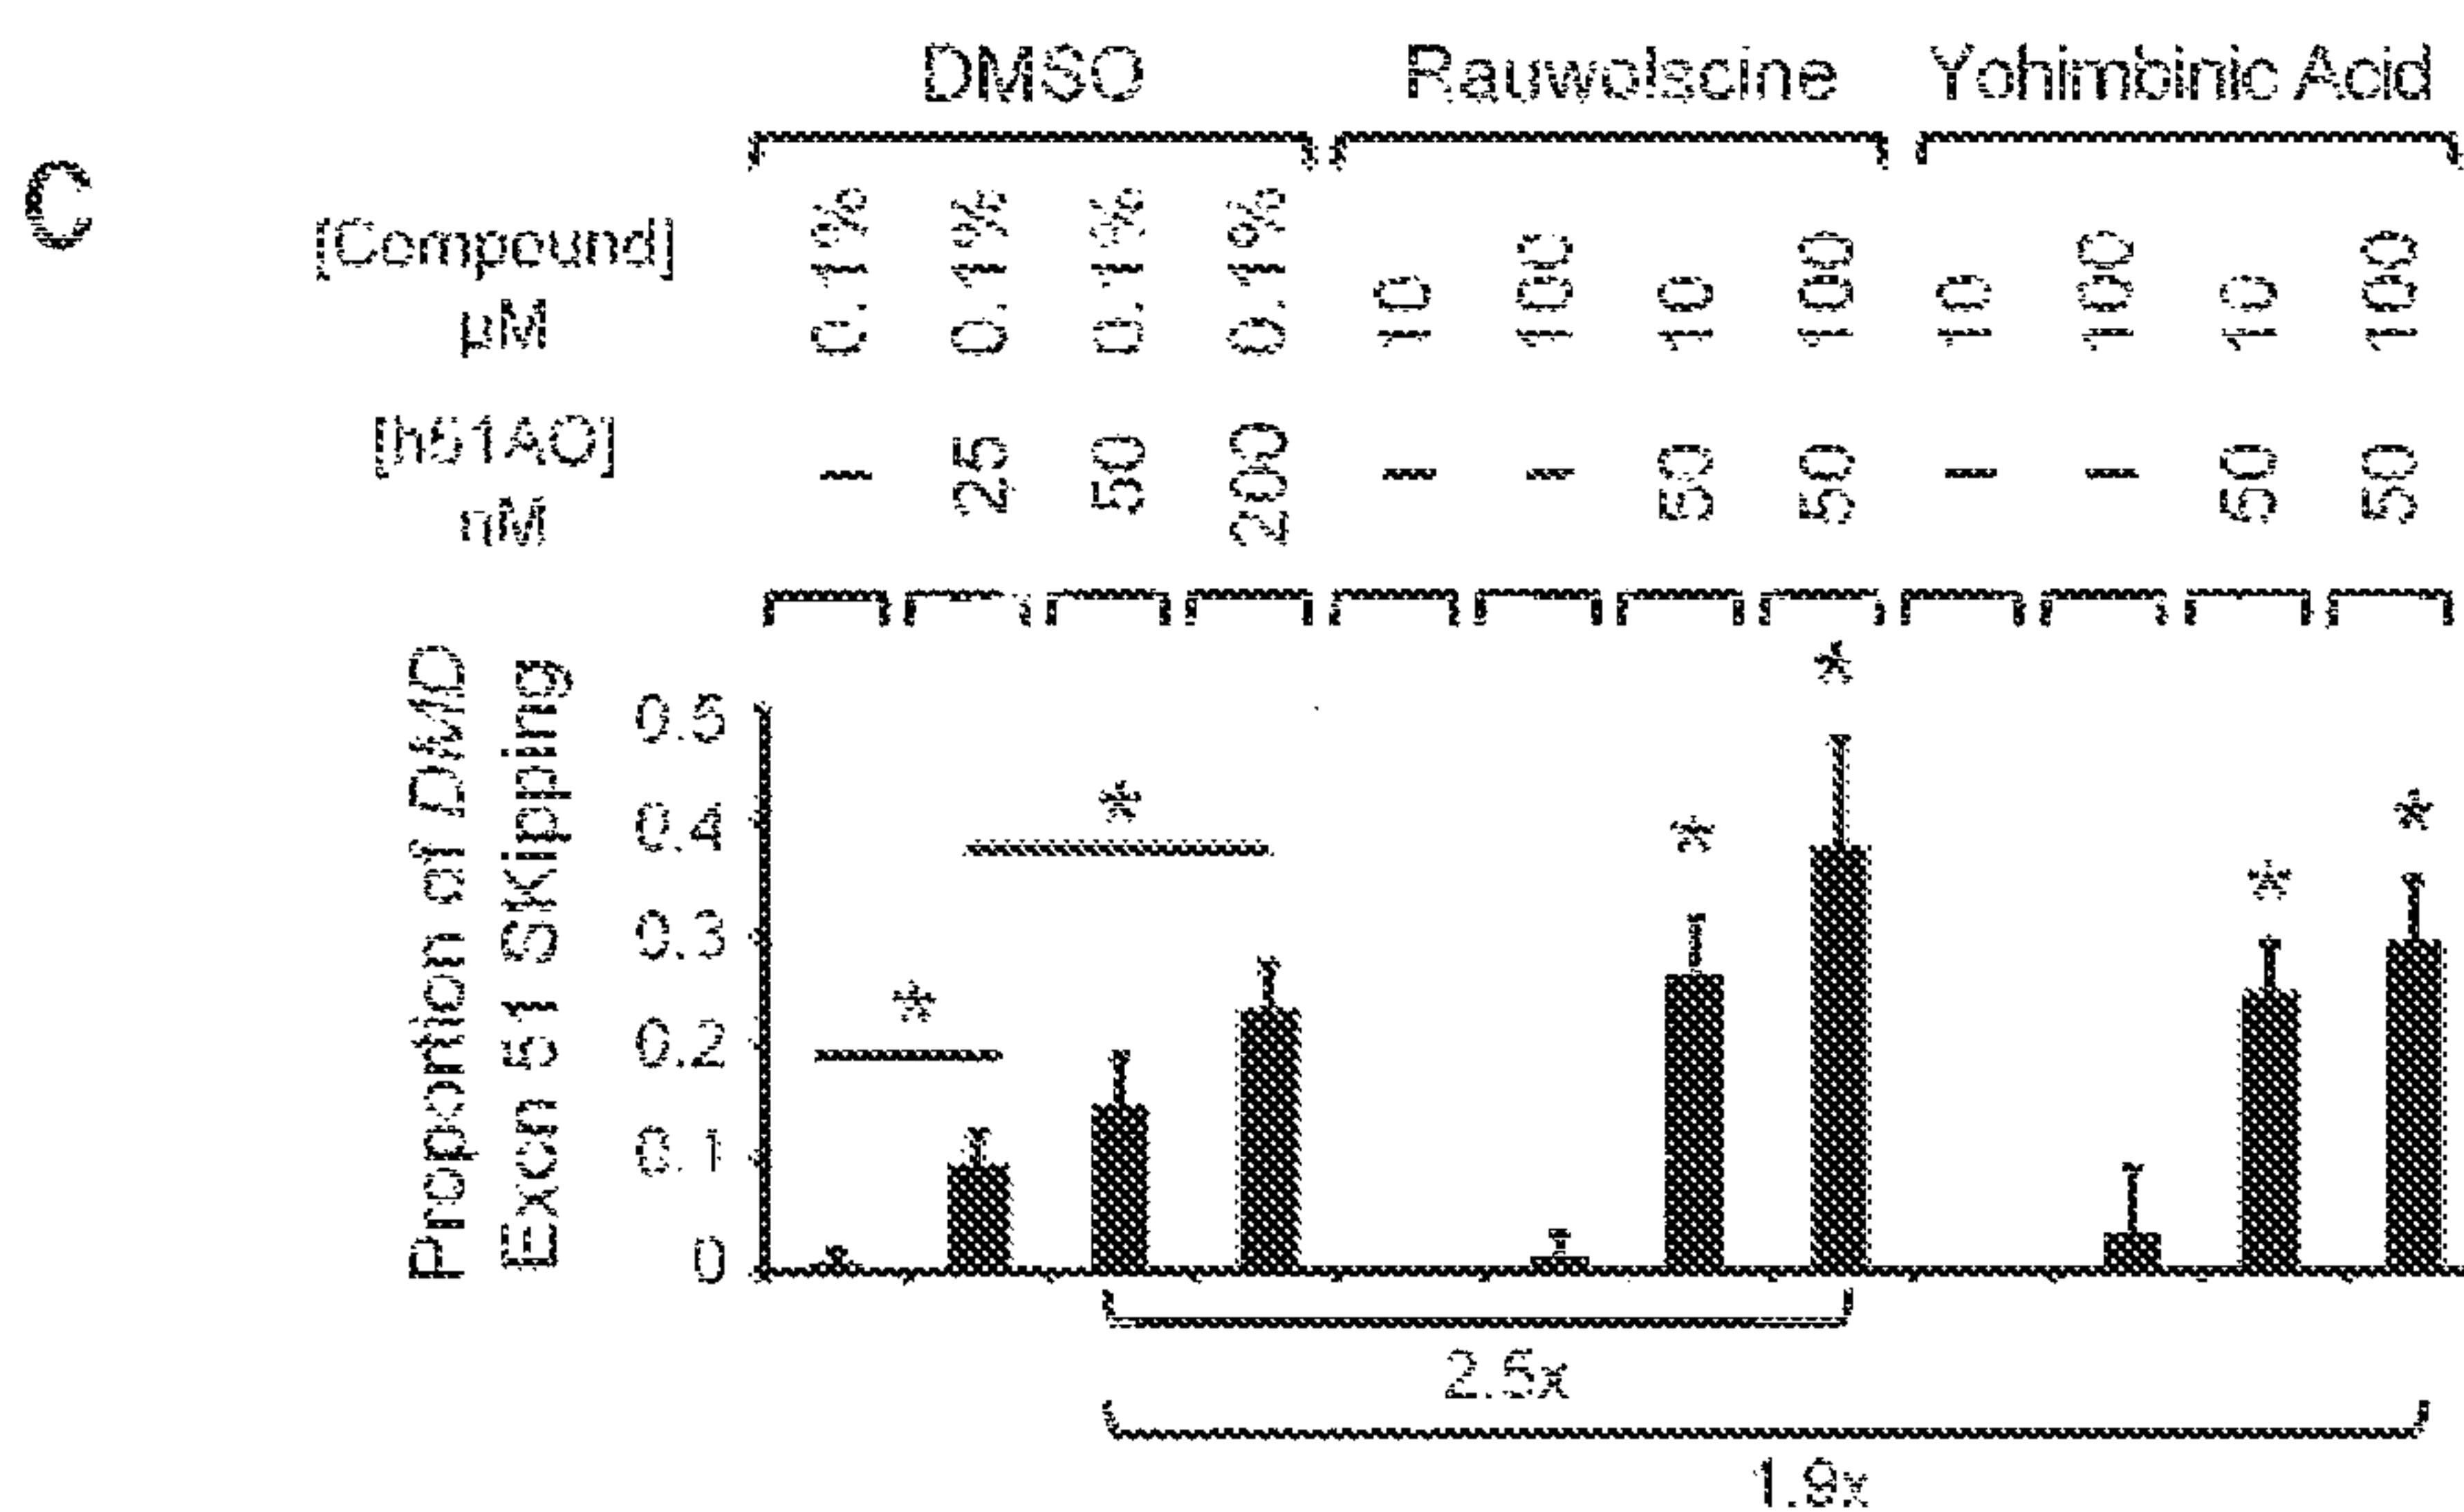 C
DMSO Rauwolscine Yohimbinic Acid
[Compound] µM 0.1% 0.1% 0.1% 0.1% 10 100 10 100 10 100 10 100
[h51AO] nM - 25 50 200 - - 50 50 - - 50 50
Proportion of DMD
Exon 51 SKipping
*
0.5
*
*
0.4
*
*
0.3
*
0.2
0.1
0
2.5x
1.9x